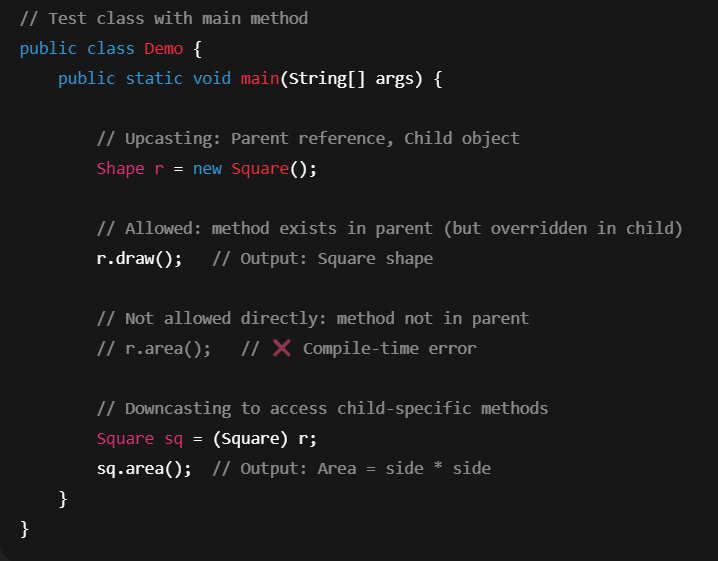 // Test class with main method
public class Demo {
    public static void main(String[] args) {

        // Upcasting: Parent reference, Child object
        Shape r = new Square();

        // Allowed: method exists in parent (but overridden in child)
        r.draw();   // Output: Square shape

        // Not allowed directly: method not in parent
        // r.area();   // ❌ Compile-time error

        // Downcasting to access child-specific methods
        Square sq = (Square) r;
        sq.area();  // Output: Area = side * side
    }
}